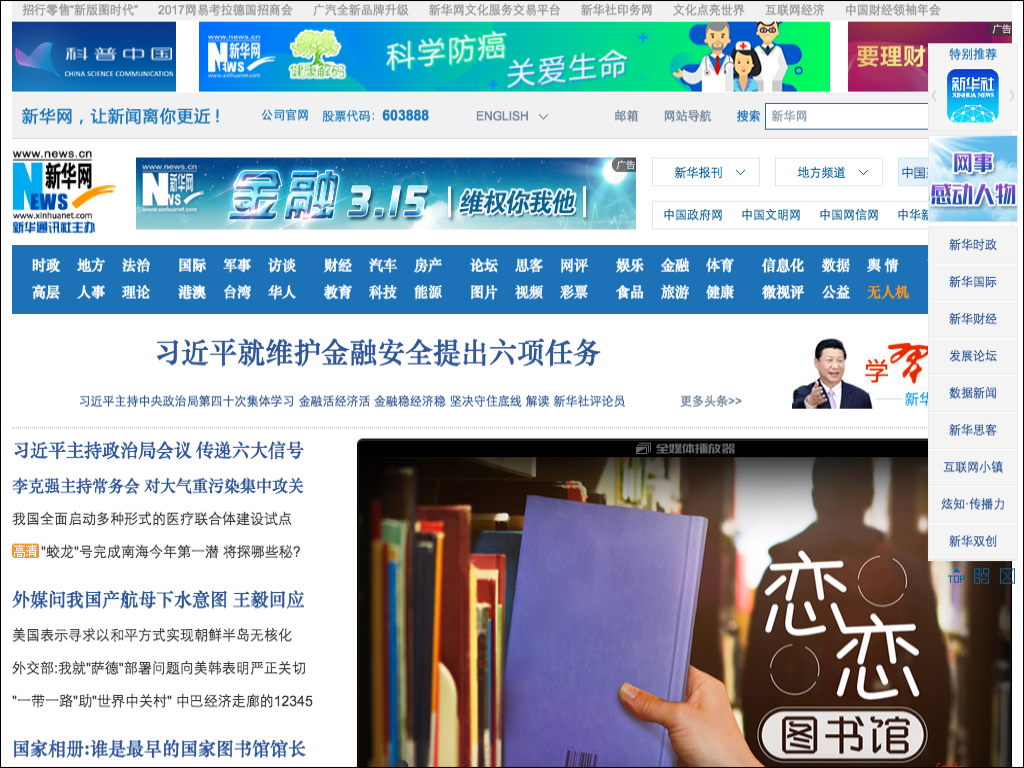 招行零售"新版图时代" 2017网易考拉德国招商会 广汽全新品牌升级 新华网文化服务交易平台 新华社印务网 文化点亮世界 互联网经济 中国财经领袖年会
科普中国
CHINA SCIENCE COMMUNICATION
www.news.cn
NEWS 新华网
www.xinhuanet.com
健康解码
科学防癌
关爱生命
要理财
广告
特别推荐
新华社
XINHUA NEWS
新华网，让新闻离你更近！ 公司官网 股票代码：603888 ENGLISH 邮箱 网站导航 搜索 新华网
www.news.cn
NEWS 新华网
www.xinhuanet.com
新华通讯社主办
www.news.cn
新华网
www.xinhuanet.com
金融 3.15 维权你我他
广告
新华报刊 地方频道 中国
中国政府网 中国文明网 中国网信网 中华新
网事
感动人物
时政 地方 法治 国际 军事 访谈 财经 汽车 房产 论坛 思客 网评 娱乐 金融 体育 信息化 数据 舆情
高层 人事 理论 港澳 台湾 华人 教育 科技 能源 图片 视频 彩票 食品 旅游 健康 微视评 公益 无人机
新华时政
新华国际
新华财经
发展论坛
数据新闻
新华思客
互联网小镇
炫知·传播力
新华双创
TOP
习近平就维护金融安全提出六项任务
习近平主持中央政治局第四十次集体学习 金融活经济活 金融稳经济稳 坚决守住底线 解读 新华社评论员 更多头条>>
学习
新华
习近平主持政治局会议 传递六大信号
李克强主持常务会 对大气重污染集中攻关
我国全面启动多种形式的医疗联合体建设试点
高清 "蛟龙"号完成南海今年第一潜 将探哪些秘?
外媒问我国产航母下水意图 王毅回应
美国表示寻求以和平方式实现朝鲜半岛无核化
外交部:我就"萨德"部署问题向美韩表明严正关切
"一带一路"助"世界中关村" 中巴经济走廊的12345
国家相册:谁是最早的国家图书馆馆长
全媒体播放器
恋恋
图书馆